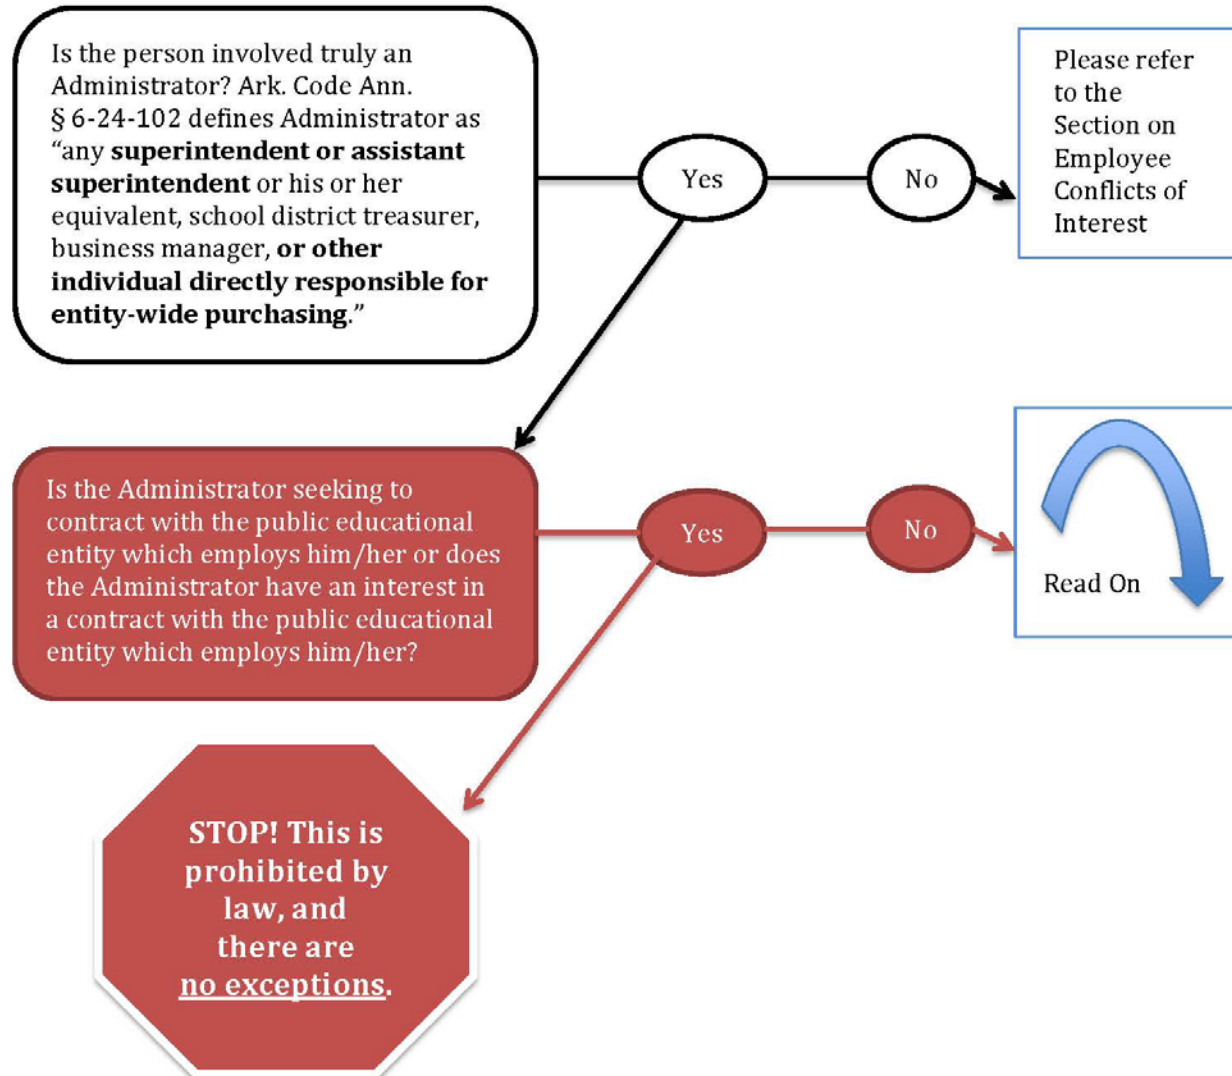 Is the person involved truly an
Administrator? Ark. Code Ann.
§ 6-24-102 defines Administrator as
“any superintendent or assistant
superintendent or his or her
equivalent, school district treasurer,
business manager, or other
individual directly responsible for
entity-wide purchasing.”
Yes
No
Please refer
to the
Section on
Employee
Conflicts of
Interest
Is the Administrator seeking to
contract with the public educational
entity which employs him/her or does
the Administrator have an interest in
a contract with the public educational
entity which employs him/her?
Yes
No
Read On
STOP! This is
prohibited by
law, and
there are
no exceptions.